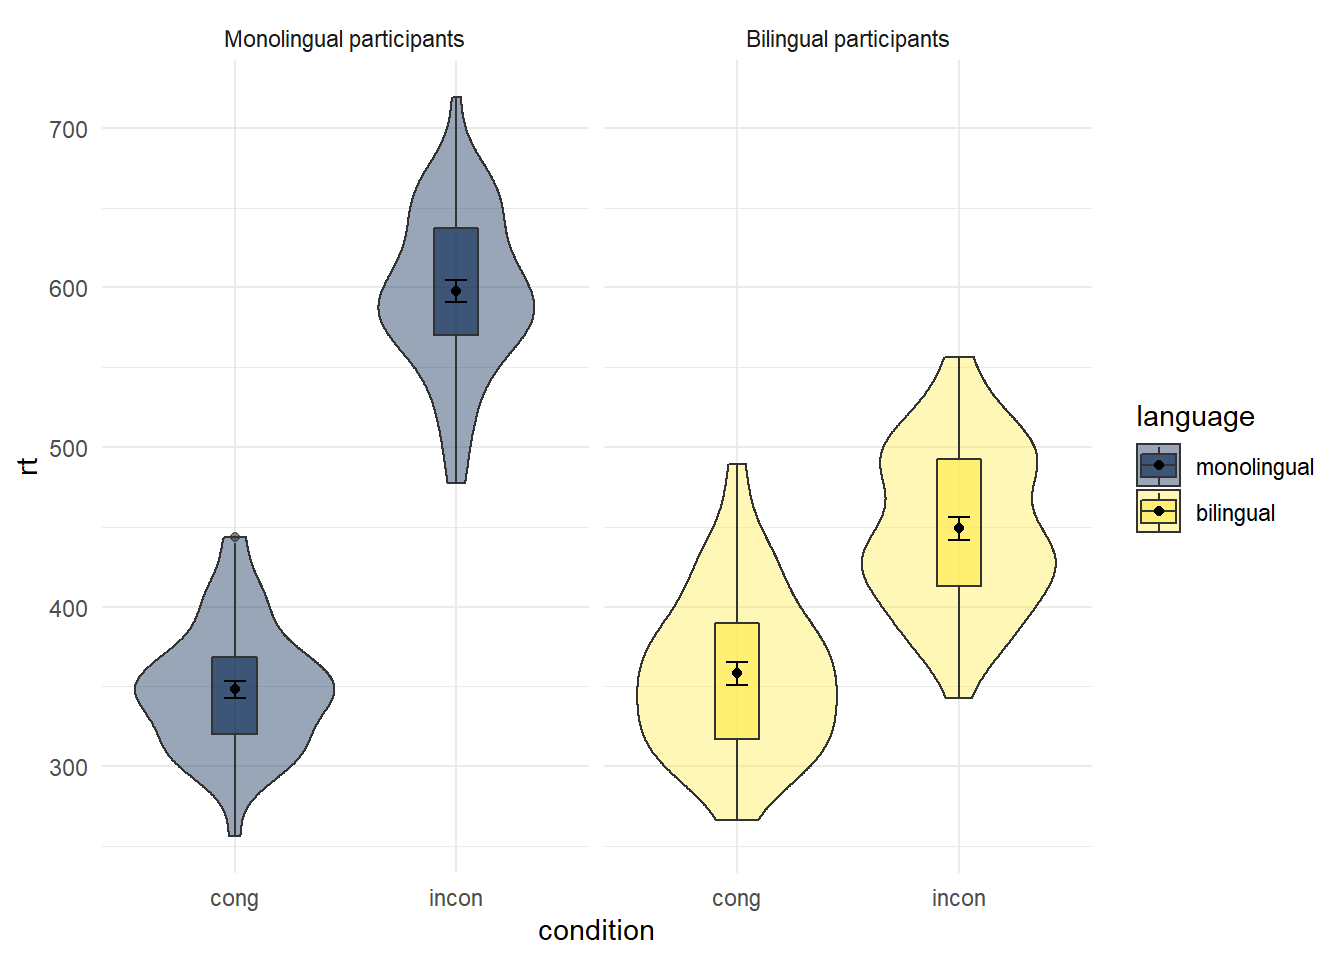 Monolingual participants
Bilingual participants
700
600
500
400
300
rt
cong
incon
cong
incon
condition
language
monolingual
bilingual